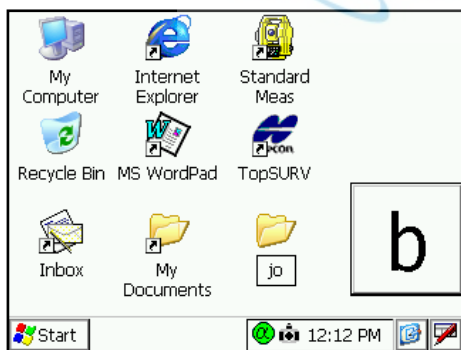 My Computer
Internet Explorer
Standard Meas
Recycle Bin
MS WordPad
TOPCON
TopSURV
Inbox
My Documents
jo
b
Start
α
12:12 PM